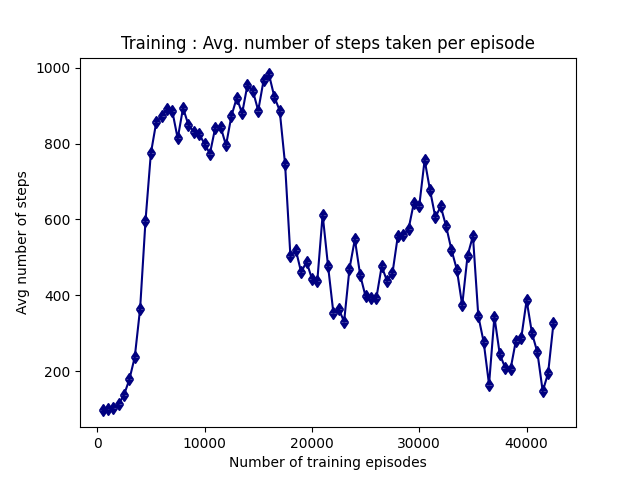 Training : Avg. number of steps taken per episode
1000
800
600
400
200
Avg number of steps
0 10000 20000 30000 40000
Number of training episodes